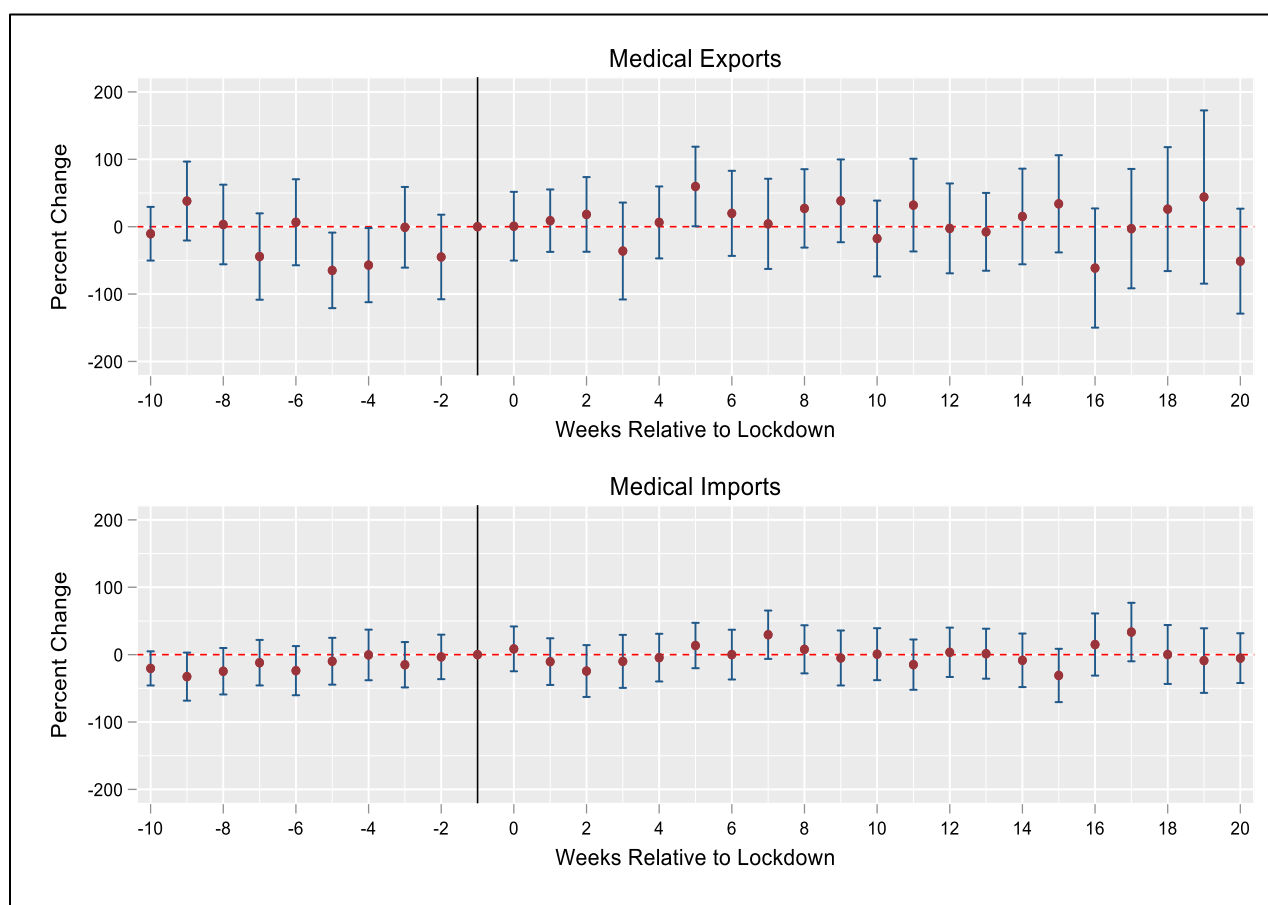 Medical Exports
Percent Change
200
100
0
-100
-200
-10 -8 -6 -4 -2 0 2 4 6 8 10 12 14 16 18 20
Weeks Relative to Lockdown
Medical Imports
Percent Change
200
100
0
-100
-200
-10 -8 -6 -4 -2 0 2 4 6 8 10 12 14 16 18 20
Weeks Relative to Lockdown